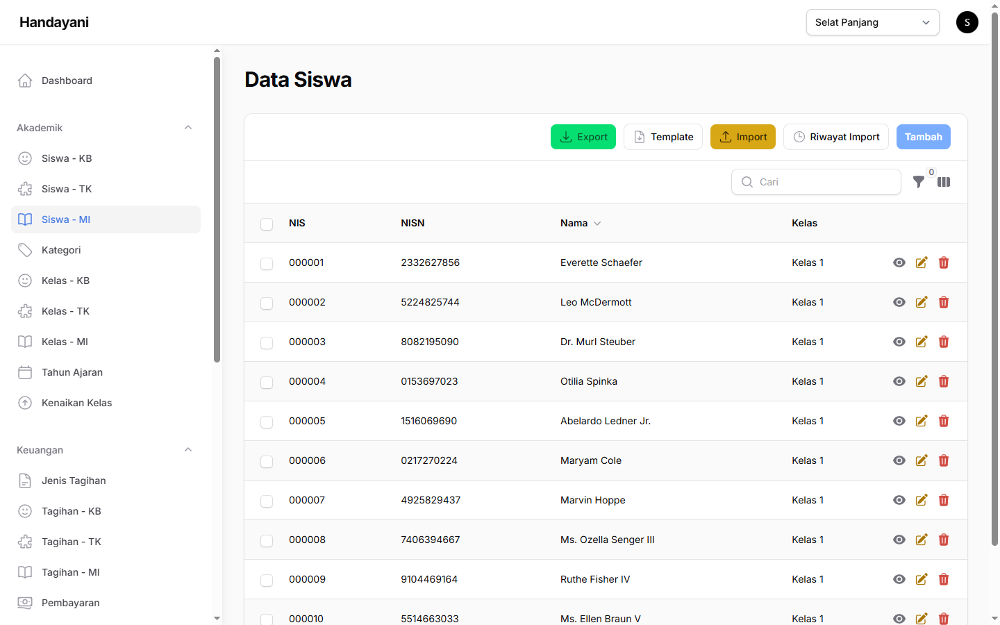 Handayani
Selat Panjang
S
Dashboard
Akademik
Siswa - KB
Siswa - TK
Siswa - MI
Kategori
Kelas - KB
Kelas - TK
Kelas - MI
Tahun Ajaran
Kenaikan Kelas
Keuangan
Jenis Tagihan
Tagihan - KB
Tagihan - TK
Tagihan - MI
Pembayaran
Data Siswa
Export Template Import Riwayat Import Tambah
Cari 0
NIS NISN Nama Kelas
000001 2332627856 Everette Schaefer Kelas 1
000002 5224825744 Leo McDermott Kelas 1
000003 8082195090 Dr. Murl Steuber Kelas 1
000004 0153697023 Otilia Spinka Kelas 1
000005 1516069690 Abelardo Ledner Jr. Kelas 1
000006 0217270224 Maryam Cole Kelas 1
000007 4925829437 Marvin Hoppe Kelas 1
000008 7406394667 Ms. Ozella Senger III Kelas 1
000009 9104469164 Ruthe Fisher IV Kelas 1
000010 5514663033 Ms. Ellen Braun V Kelas 1